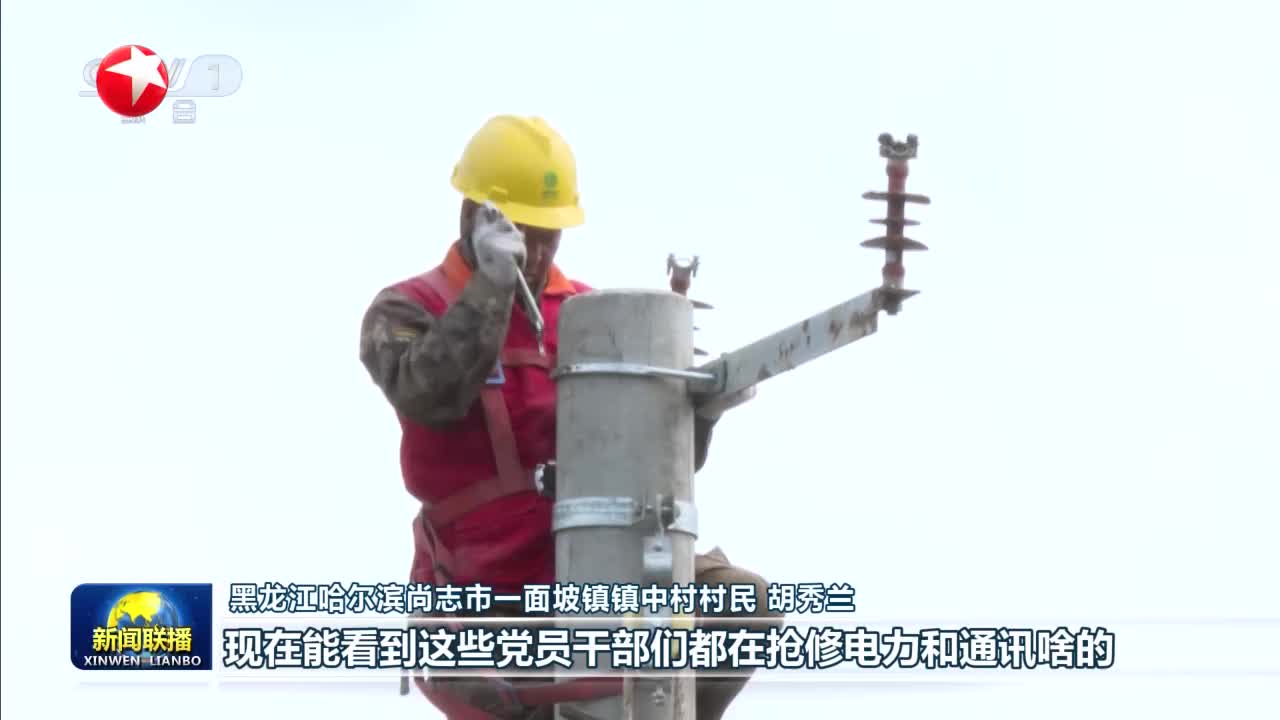 1
黑龙江哈尔滨尚志市一面坡镇镇中村村民 胡秀兰
新闻联播
XINWEN LIANBO
现在能看到这些党员干部们都在抢修电力和通讯啥的